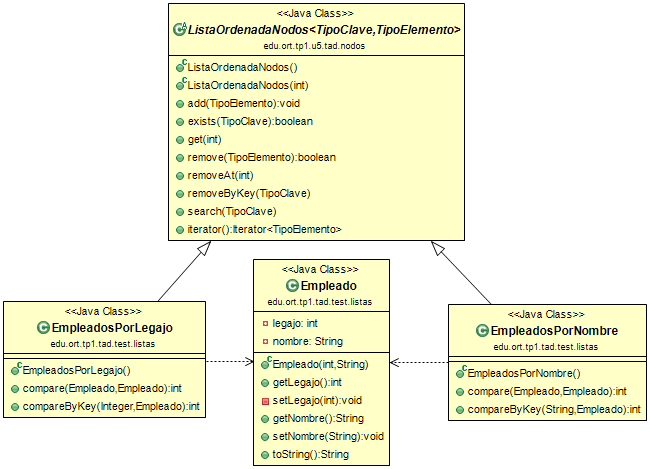 <<Java Class>>
ListaOrdenadaNodos<TipoClave,TipoElemento>
edu.ort.tp1.u5.tad.nodos
ListaOrdenadaNodos()
ListaOrdenadaNodos(int)
add(TipoElemento):void
exists(TipoClave):boolean
get(int)
remove(TipoElemento):boolean
removeAt(int)
removeByKey(TipoClave)
search(TipoClave)
iterator():Iterator<TipoElemento>
<<Java Class>>
EmpleadosPorLegajo
edu.ort.tp1.tad.test.listas
EmpleadosPorLegajo()
compare(Empleado,Empleado):int
compareByKey(Integer,Empleado):int
<<Java Class>>
Empleado
edu.ort.tp1.tad.test.listas
legajo: int
nombre: String
Empleado(int,String)
getLegajo():int
setLegajo(int):void
getNombre():String
setNombre(String):void
toString():String
<<Java Class>>
EmpleadosPorNombre
edu.ort.tp1.tad.test.listas
EmpleadosPorNombre()
compare(Empleado,Empleado):int
compareByKey(String,Empleado):int